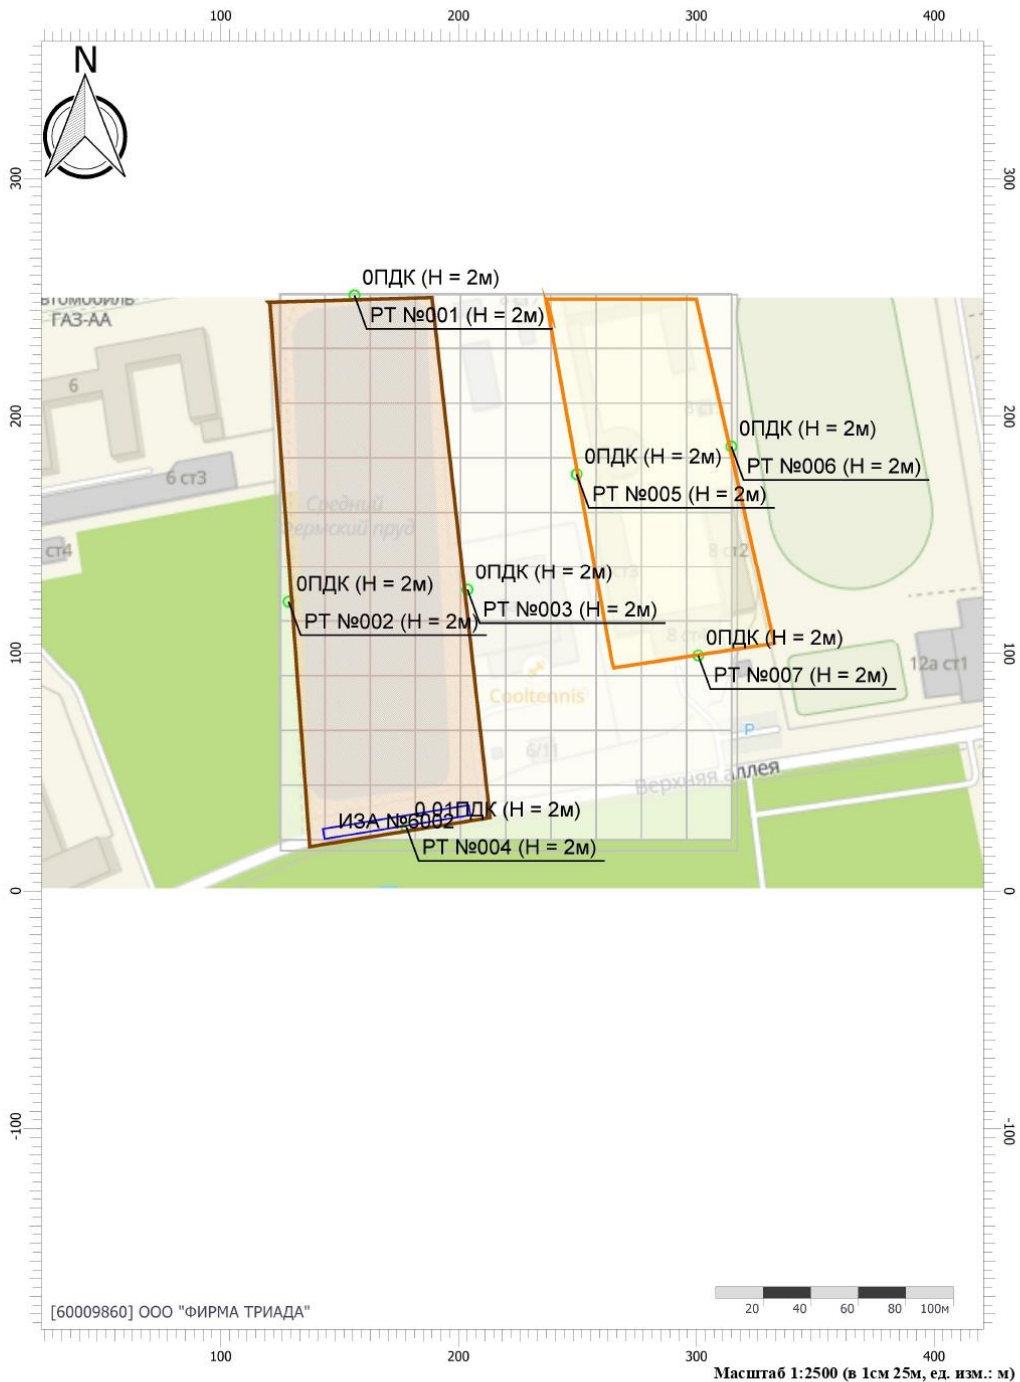 100 200 300 400
N
300 300
0ПДК (Н = 2м)
ГАЗ-АА
РТ №001 (Н = 2м)
6
200 200
0ПДК (Н = 2м)
0ПДК (Н = 2м)
РТ №006 (Н = 2м)
6 ст3
РТ №005 (Н = 2м)
Средний
Фермский пруд
ст4
8 ст2
0ПДК (Н = 2м)
0ПДК (Н = 2м)
РТ №003 (Н = 2м)
РТ №002 (Н = 2м)
0ПДК (Н = 2м)
100 100
12а ст1
РТ №007 (Н = 2м)
Cooltennis
P
6/11
Верхняя аллея
0,01ПДК (Н = 2м)
ИЗА №6002
РТ №004 (Н = 2м)
0 0
-100 -100
[60009860] ООО "ФИРМА ТРИАДА"
20 40 60 80 100м
100 200 300 400
Масштаб 1:2500 (в 1см 25м, ед. изм.: м)